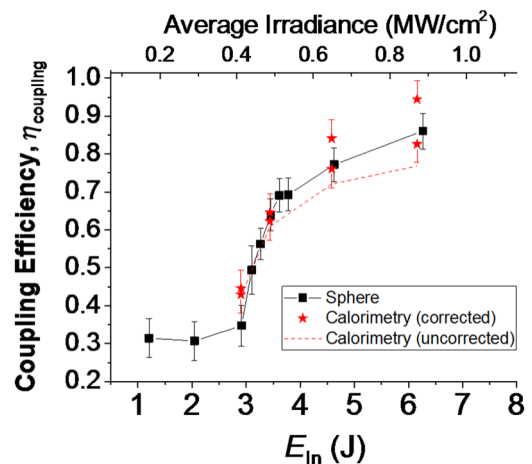 Average Irradiance (MW/cm²)
0.2 0.4 0.6 0.8 1.0
1.0
0.9
0.8
0.7
0.6
0.5
0.4
0.3
0.2
Coupling Efficiency, η coupling
Sphere
Calorimetry (corrected)
Calorimetry (uncorrected)
1 2 3 4 5 6 7 8
E In (J)